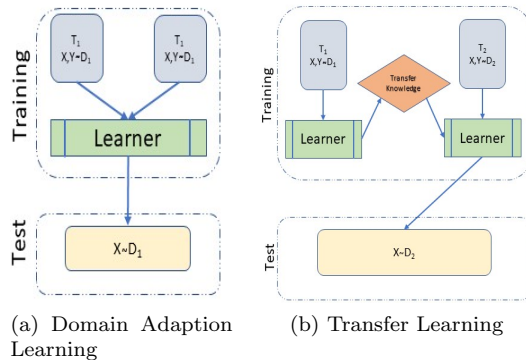 Training
T₁
X,Y~D₁
T₁
X,Y~D₁
Learner
Test
X~D₁
(a) Domain Adaption
Learning
Training
T₁
X,Y~D₁
Transfer
Knowledge
T₂
X,Y~D₂
Learner
Learner
Test
X~D₂
(b) Transfer Learning